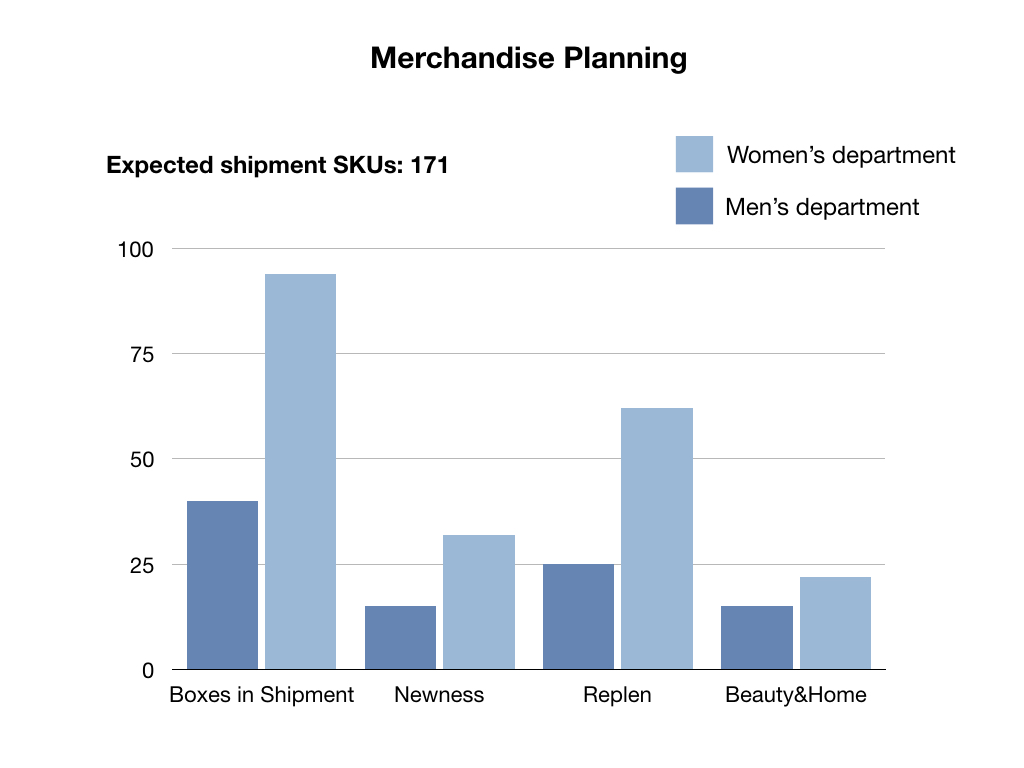 Merchandise Planning
Expected shipment SKUs: 171
Women’s department
Men’s department
100
75
50
25
0
Boxes in Shipment
Newness
Replen
Beauty&Home